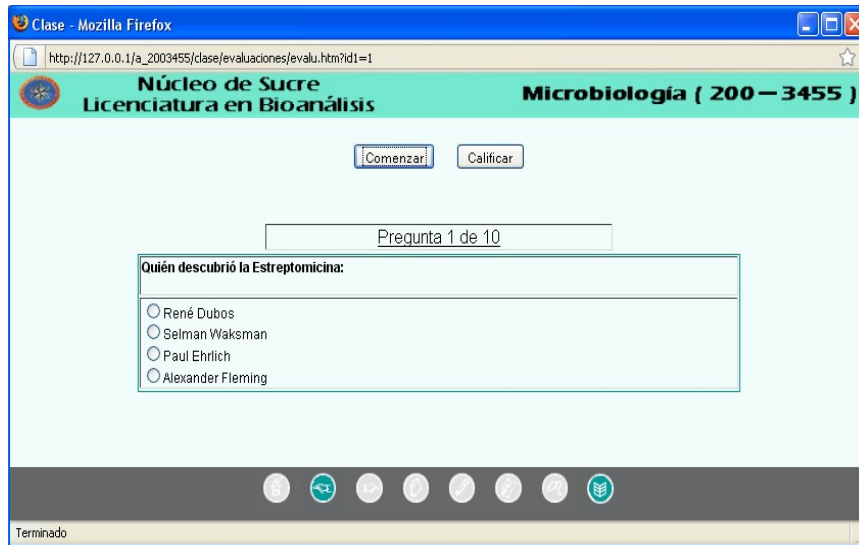 Clase - Mozilla Firefox
http://127.0.0.1/a_2003455/clase/evaluaciones/evalu.htm?id1=1
Núcleo de Sucre
Licenciatura en Bioanálisis
Microbiología ( 200 — 3455 )
Comenzar
Calificar
Pregunta 1 de 10
Quién descubrió la Estreptomicina:
René Dubos
Selman Waksman
Paul Ehrlich
Alexander Fleming
Terminado